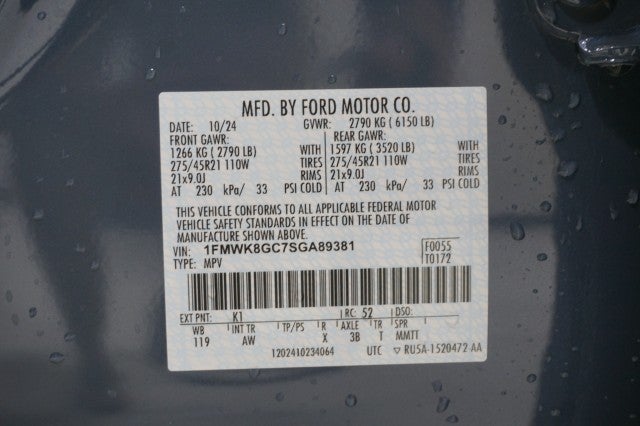 MFD. BY FORD MOTOR CO.
DATE: 10/24 GVWR: 2790 KG ( 6150 LB)
FRONT GAWR: REAR GAWR:
1266 KG ( 2790 LB) WITH 1597 KG ( 3520 LB) WITH
275/45R21 110W TIRES 275/45R21 110W TIRES
21x9.0J RIMS 21x9.0J RIMS
AT 230 kPa/ 33 PSI COLD AT 230 kPa/ 33 PSI COLD
THIS VEHICLE CONFORMS TO ALL APPLICABLE FEDERAL MOTOR
VEHICLE SAFETY STANDARDS IN EFFECT ON THE DATE OF
MANUFACTURE SHOWN ABOVE.
VIN: 1FMWK8GC7SGA89381 F0055
TYPE: MPV T0172
EXT PNT: K1 RC: 52 DSO:
WB INT TR TP/PS R AXLE TR SPR
119 AW X 3B T MMTT
1202410234064 UTC ▽ RU5A-1520472 AA